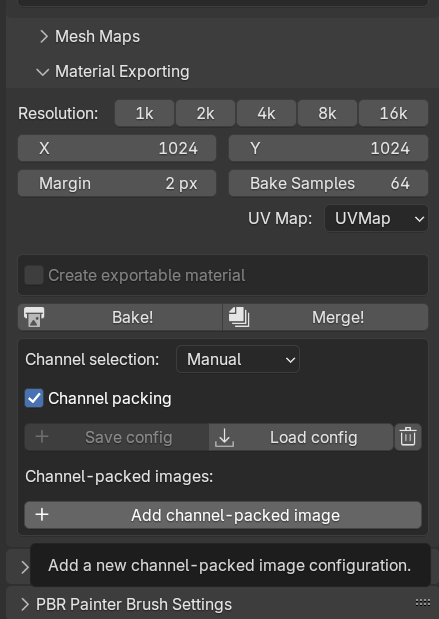 Mesh Maps
Material Exporting
Resolution: 1k 2k 4k 8k 16k
X 1024 Y 1024
Margin 2 px Bake Samples 64
UV Map: UVMap
Create exportable material
Bake! Merge!
Channel selection: Manual
Channel packing
Save config Load config
Channel-packed images:
Add channel-packed image
Add a new channel-packed image configuration.
PBR Painter Brush Settings